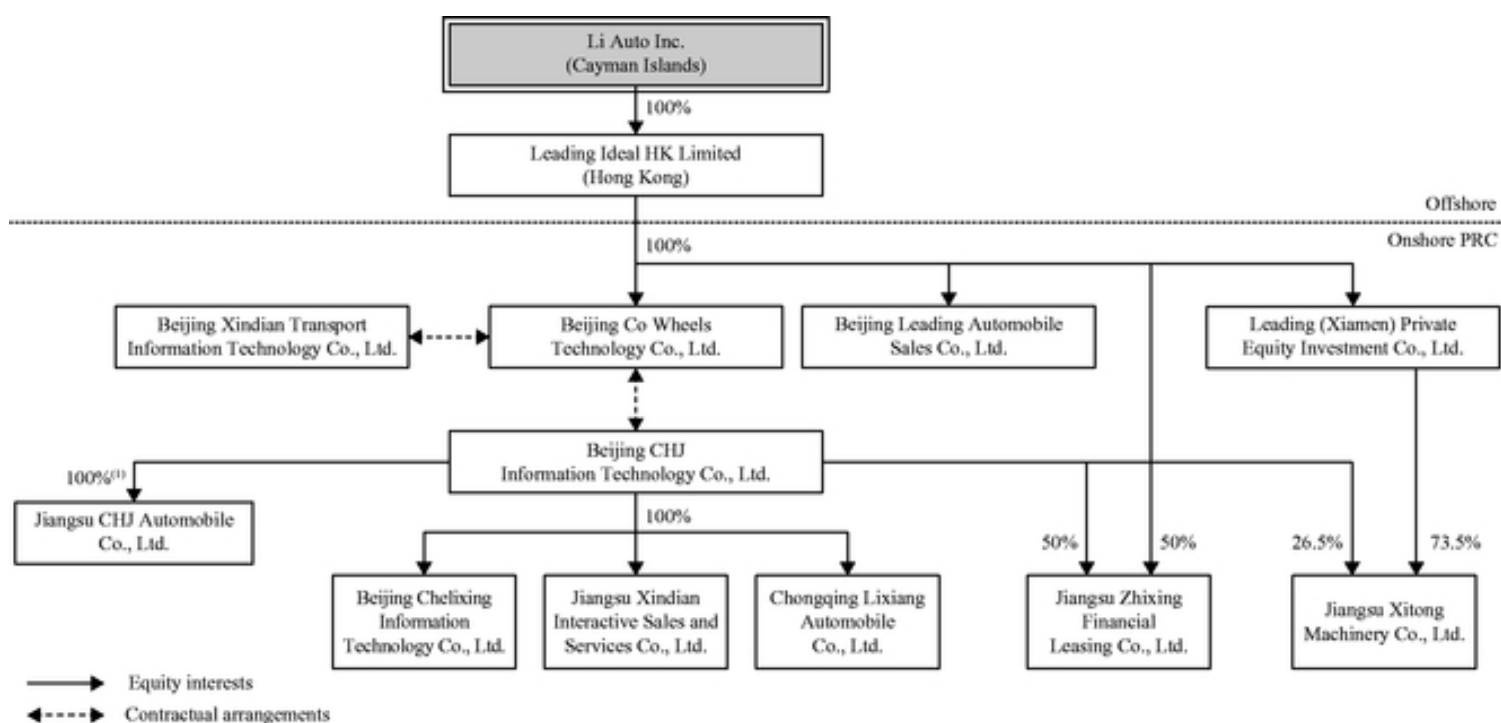 Li Auto Inc.
(Cayman Islands)
100%
Leading Ideal HK Limited
(Hong Kong)
Offshore
100%
Onshore PRC
Beijing Xindian Transport
Information Technology Co., Ltd.
Beijing Co Wheels
Technology Co., Ltd.
Beijing Leading Automobile
Sales Co., Ltd.
Leading (Xiamen) Private
Equity Investment Co., Ltd.
Beijing CHJ
Information Technology Co., Ltd.
100%(1)
Jiangsu CHJ Automobile
Co., Ltd.
100%
50%
50%
26.5%
73.5%
Beijing Chelixing
Information
Technology Co., Ltd.
Jiangsu Xindian
Interactive Sales and
Services Co., Ltd.
Chongqing Lixiang
Automobile
Co., Ltd.
Jiangsu Zhixing
Financial
Leasing Co., Ltd.
Jiangsu Xitong
Machinery Co., Ltd.
Equity interests
Contractual arrangements